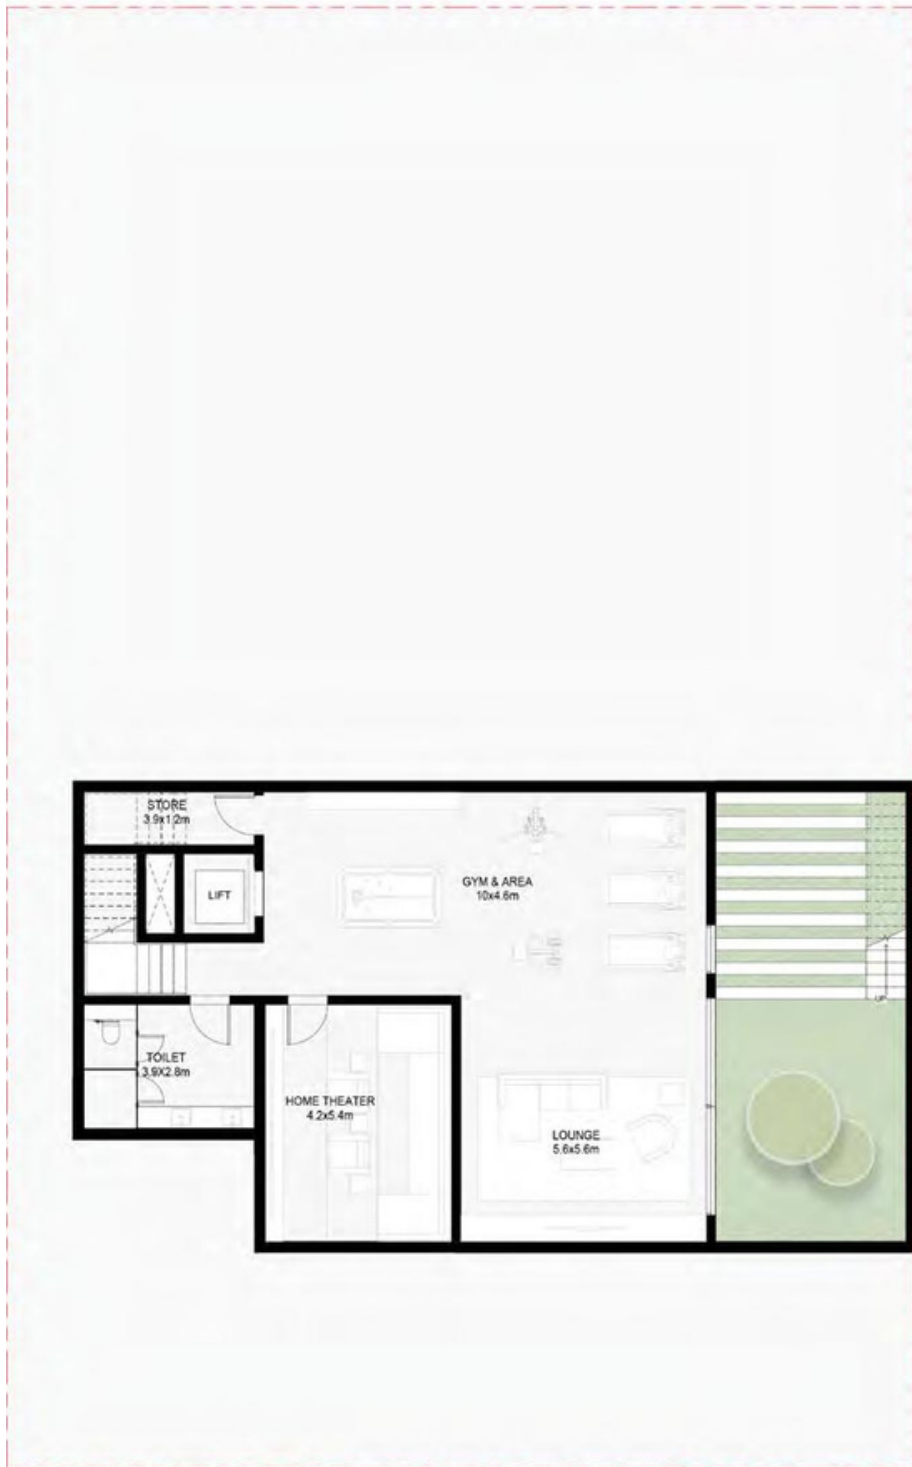 STORE
3.9x1.2m
LIFT
GYM & AREA
10x4.6m
UP
TOILET
3.9X2.8m
HOME THEATER
4.2x5.4m
LOUNGE
5.6x5.6m